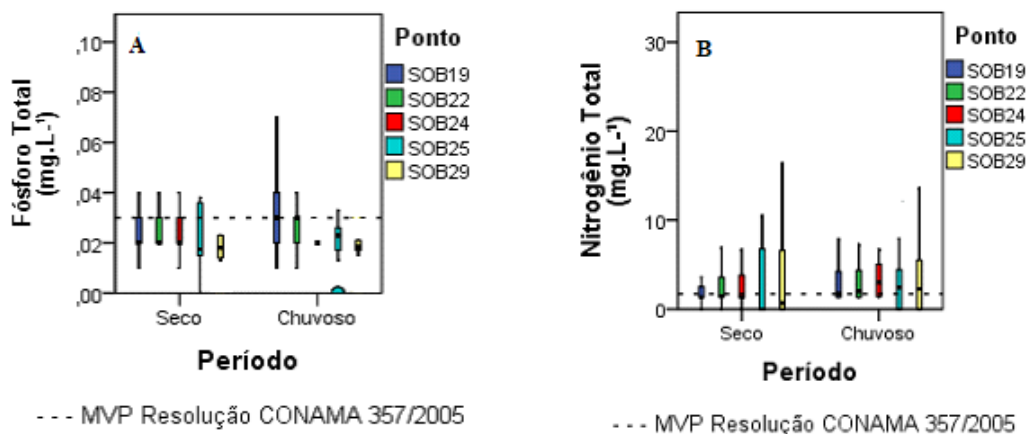 A
Fósforo Total
(mg.L-¹)
,10
,08
,06
,04
,02
,00
Seco
Chuvoso
Período
Ponto
SOB19
SOB22
SOB24
SOB25
SOB29
- - - MVP Resolução CONAMA 357/2005
B
Nitrogênio Total
(mg.L-¹)
30
20
10
0
Seco
Chuvoso
Período
Ponto
SOB19
SOB22
SOB24
SOB25
SOB29
- - - MVP Resolução CONAMA 357/2005